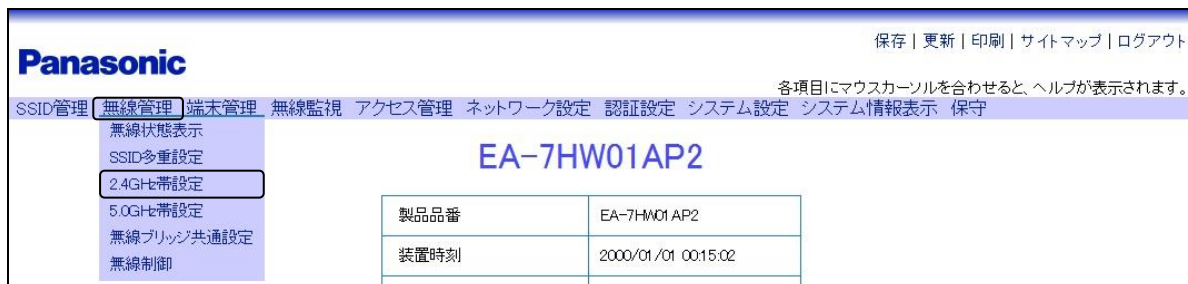 保存 | 更新 | 印刷 | サイトマップ | ログアウト
Panasonic
各項目にマウスカーソルを合わせると、ヘルプが表示されます。
SSID管理 無線管理 端末管理 無線監視 アクセス管理 ネットワーク設定 認証設定 システム設定 システム情報表示 保守
無線状態表示
SSID多重設定
2.4GHz帯設定
5.0GHz帯設定
無線ブリッジ共通設定
無線制御
EA-7HW01AP2
製品品番 EA-7HW01AP2
装置時刻 2000/01/01 00:15:02